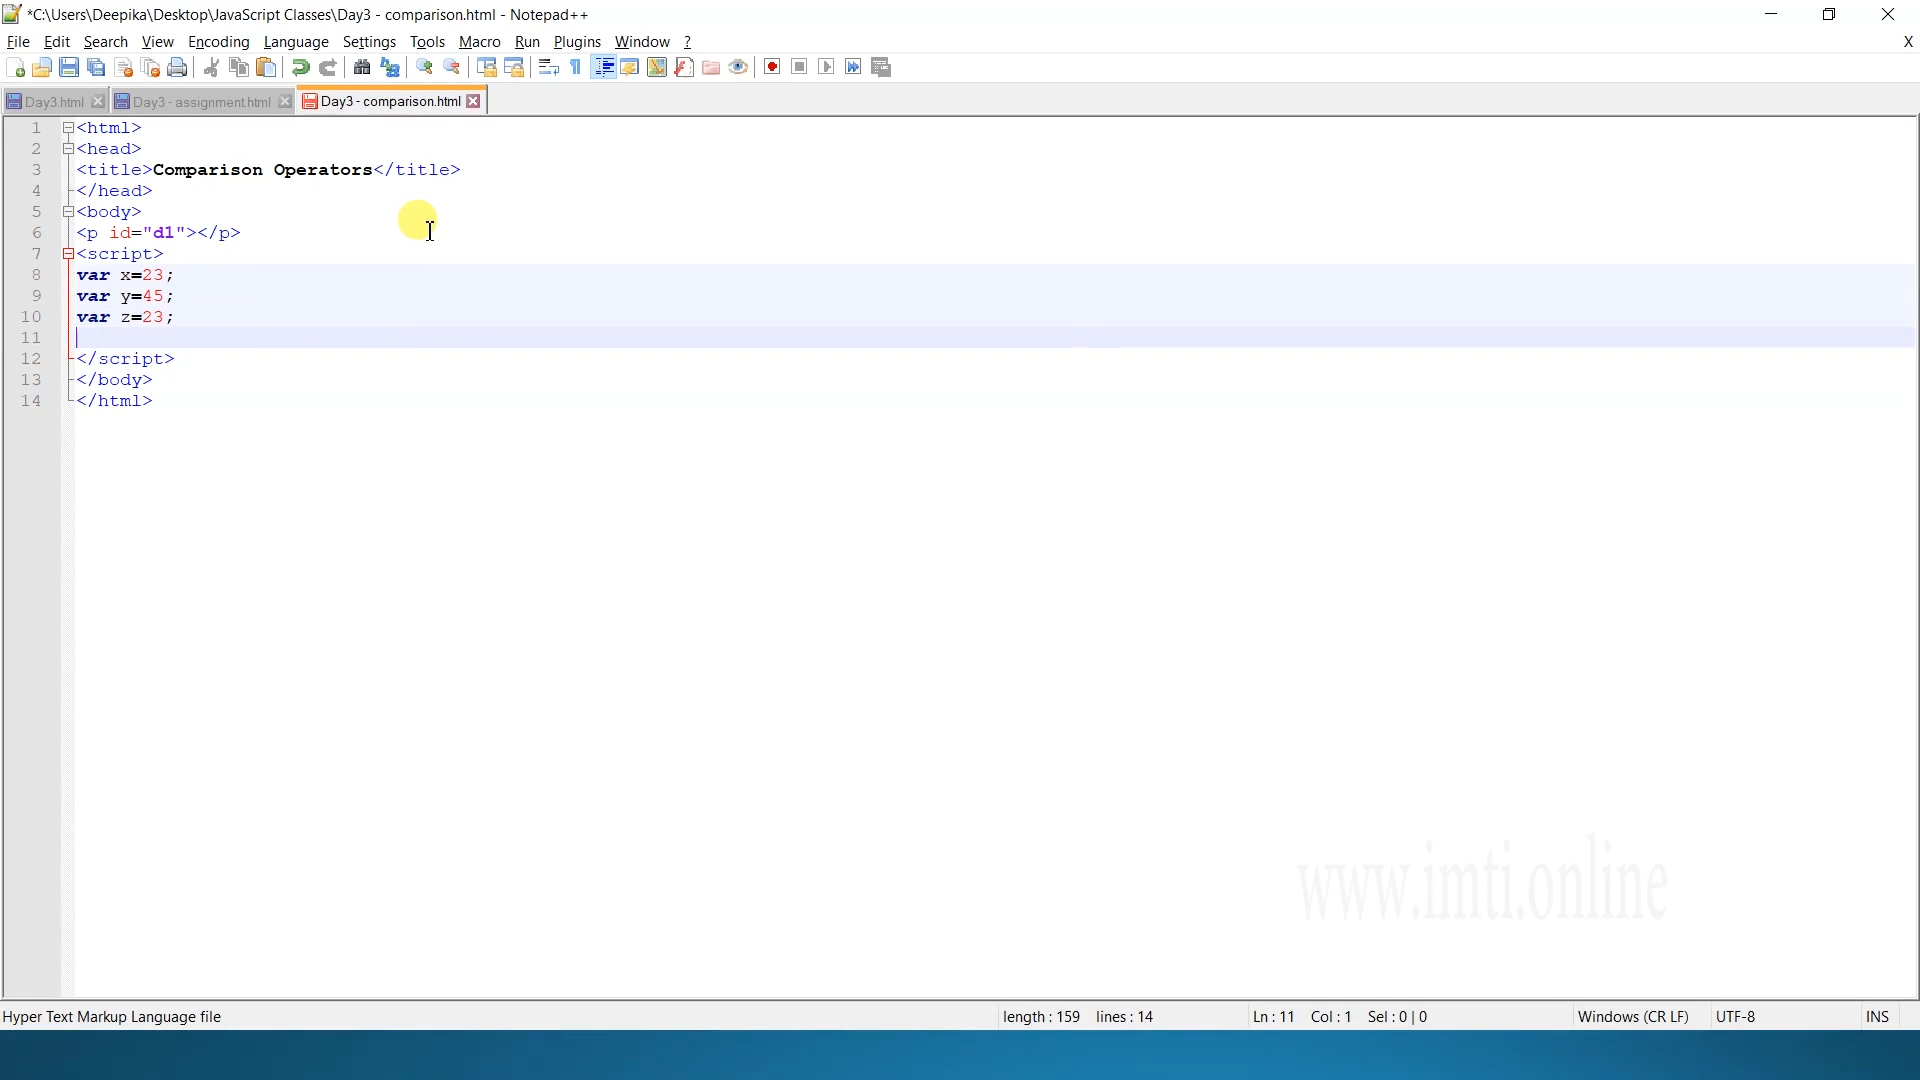 *C:\Users\Deepika\Desktop\JavaScript Classes\Day3 - comparison.html - Notepad++
File Edit Search View Encoding Language Settings Tools Macro Run Plugins Window ? X
Day3.html Day3 - assignment.html Day3 - comparison.html
1 <html>
2 <head>
3 <title>Comparison Operators</title>
4 </head>
5 <body>
6 <p id="d1"></p>
7 <script>
8 var x=23;
9 var y=45;
10 var z=23;
11
12 </script>
13 </body>
14 </html>
www.imti.online
Hyper Text Markup Language file length : 159 lines : 14 Ln : 11 Col : 1 Sel : 0 | 0 Windows (CR LF) UTF-8 INS